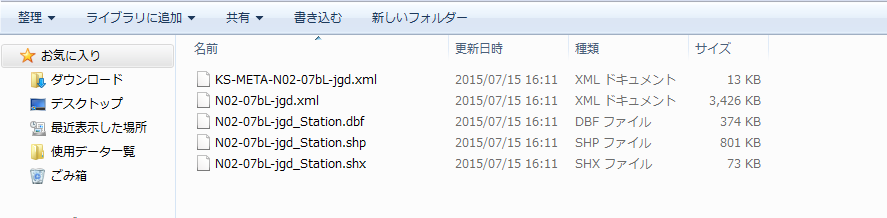 整理 ライブラリに追加 共有 書き込む 新しいフォルダー
お気に入り
ダウンロード
デスクトップ
最近表示した場所
使用データ一覧
ごみ箱
名前 更新日時 種類 サイズ
KS-META-N02-07bL-jgd.xml 2015/07/15 16:11 XML ドキュメント 13 KB
N02-07bL-jgd.xml 2015/07/15 16:11 XML ドキュメント 3,426 KB
N02-07bL-jgd_Station.dbf 2015/07/15 16:11 DBF ファイル 374 KB
N02-07bL-jgd_Station.shp 2015/07/15 16:11 SHP ファイル 801 KB
N02-07bL-jgd_Station.shx 2015/07/15 16:11 SHX ファイル 73 KB